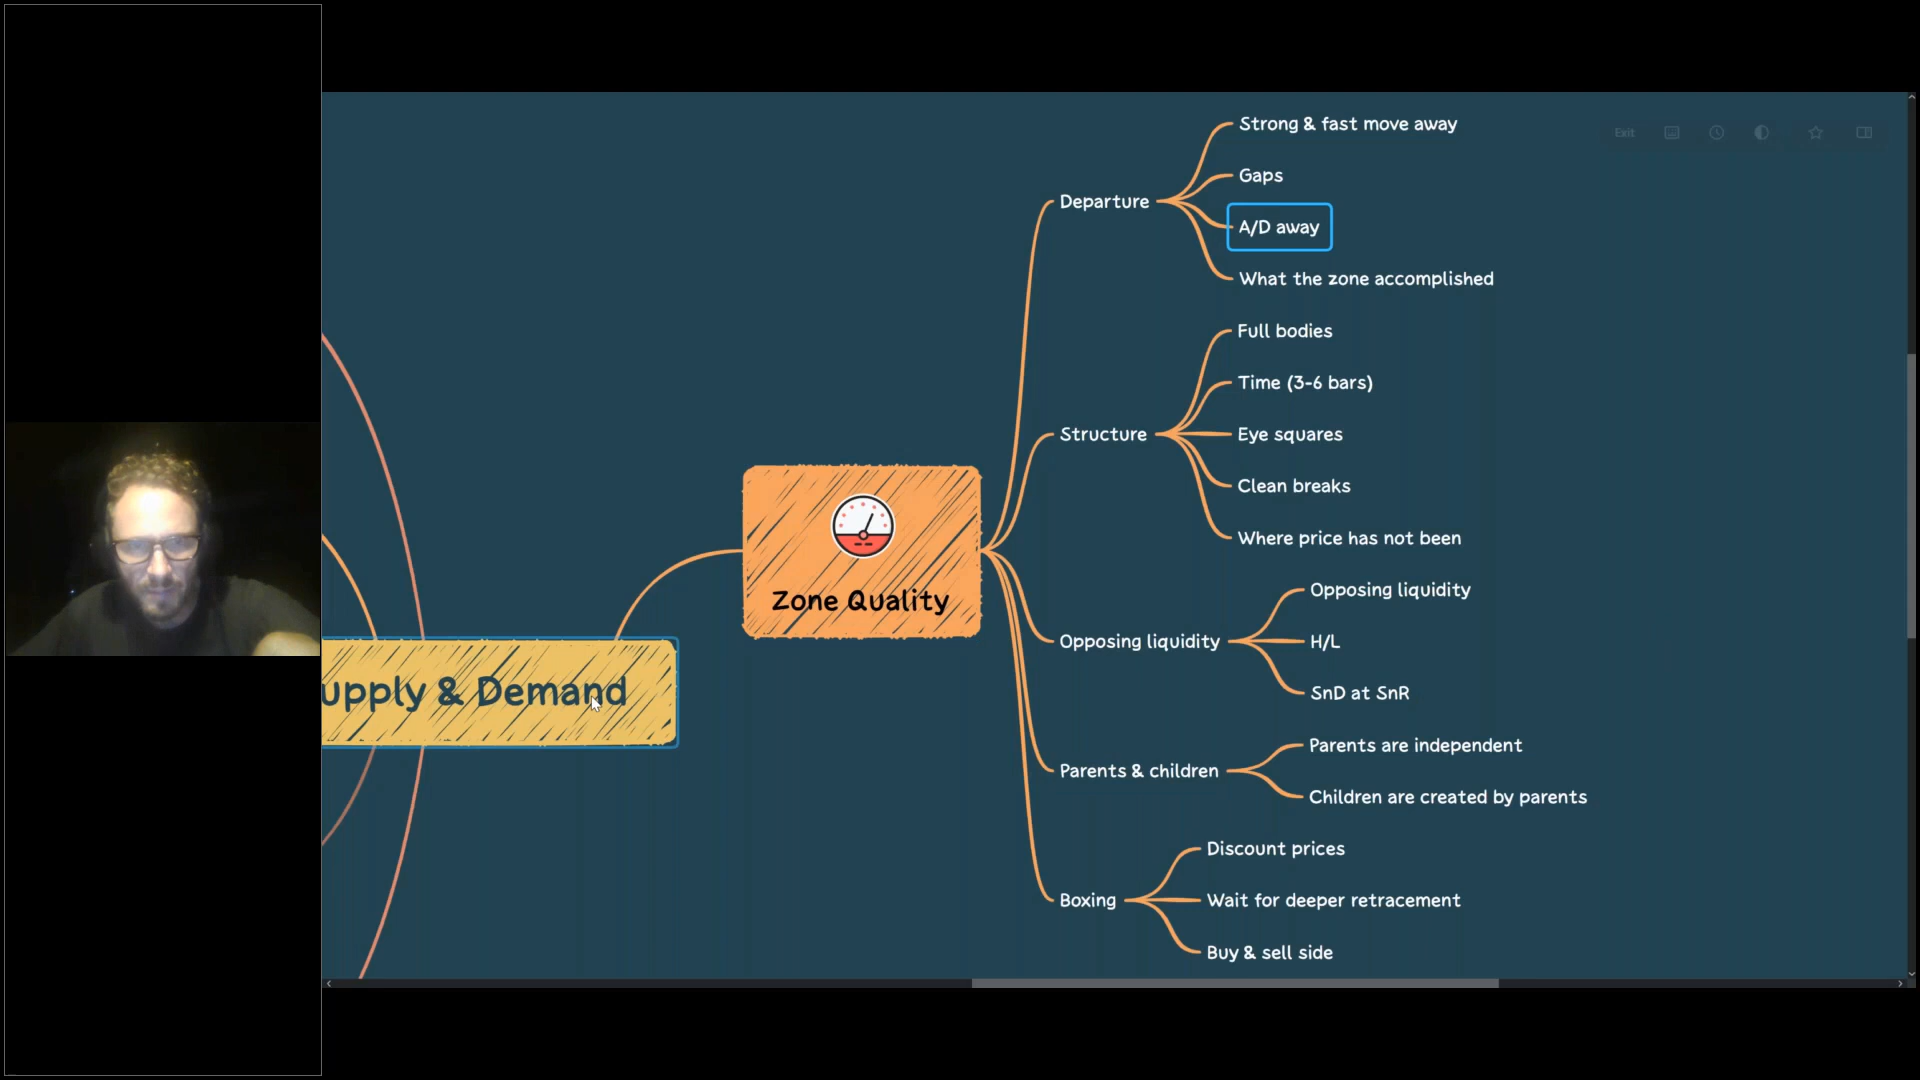 Strong & fast move away
Exit
Gaps
Departure
A/D away
What the zone accomplished
Full bodies
Time (3-6 bars)
Structure
Eye squares
Clean breaks
Where price has not been
Zone Quality
Opposing liquidity
Opposing liquidity
H/L
SnD at SnR
upply & Demand
Parents & children
Parents are independent
Children are created by parents
Boxing
Discount prices
Wait for deeper retracement
Buy & sell side